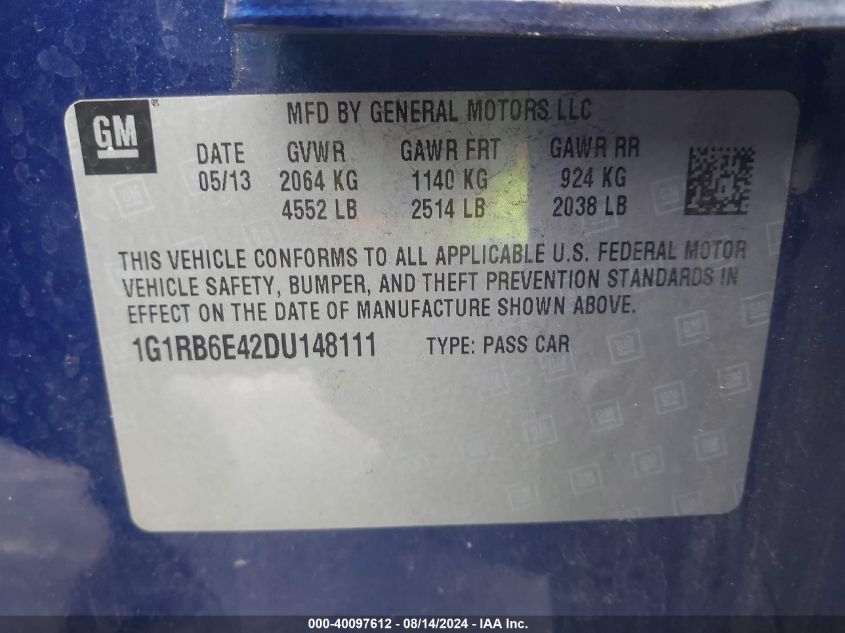 GM ®
MFD BY GENERAL MOTORS LLC
DATE GVWR GAWR FRT GAWR RR
05/13 2064 KG 1140 KG 924 KG
4552 LB 2514 LB 2038 LB
THIS VEHICLE CONFORMS TO ALL APPLICABLE U.S. FEDERAL MOTOR
VEHICLE SAFETY, BUMPER, AND THEFT PREVENTION STANDARDS IN
EFFECT ON THE DATE OF MANUFACTURE SHOWN ABOVE.
1G1RB6E42DU148111 TYPE: PASS CAR
000-40097612 - 08/14/2024 - IAA Inc.